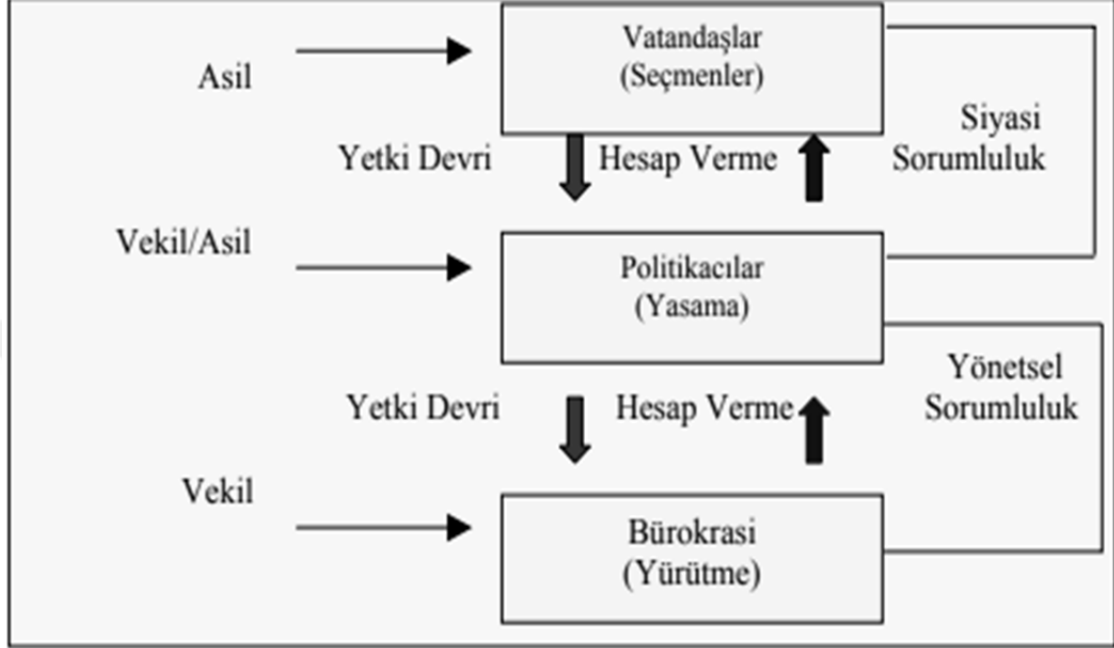 Vatandaşlar
(Seçmenler)
Asil
Siyasi
Sorumluluk
Yetki Devri
Hesap Verme
Vekil/Asil
Politikacılar
(Yasama)
Yönetsel
Sorumluluk
Yetki Devri
Hesap Verme
Vekil
Bürokrasi
(Yürütme)